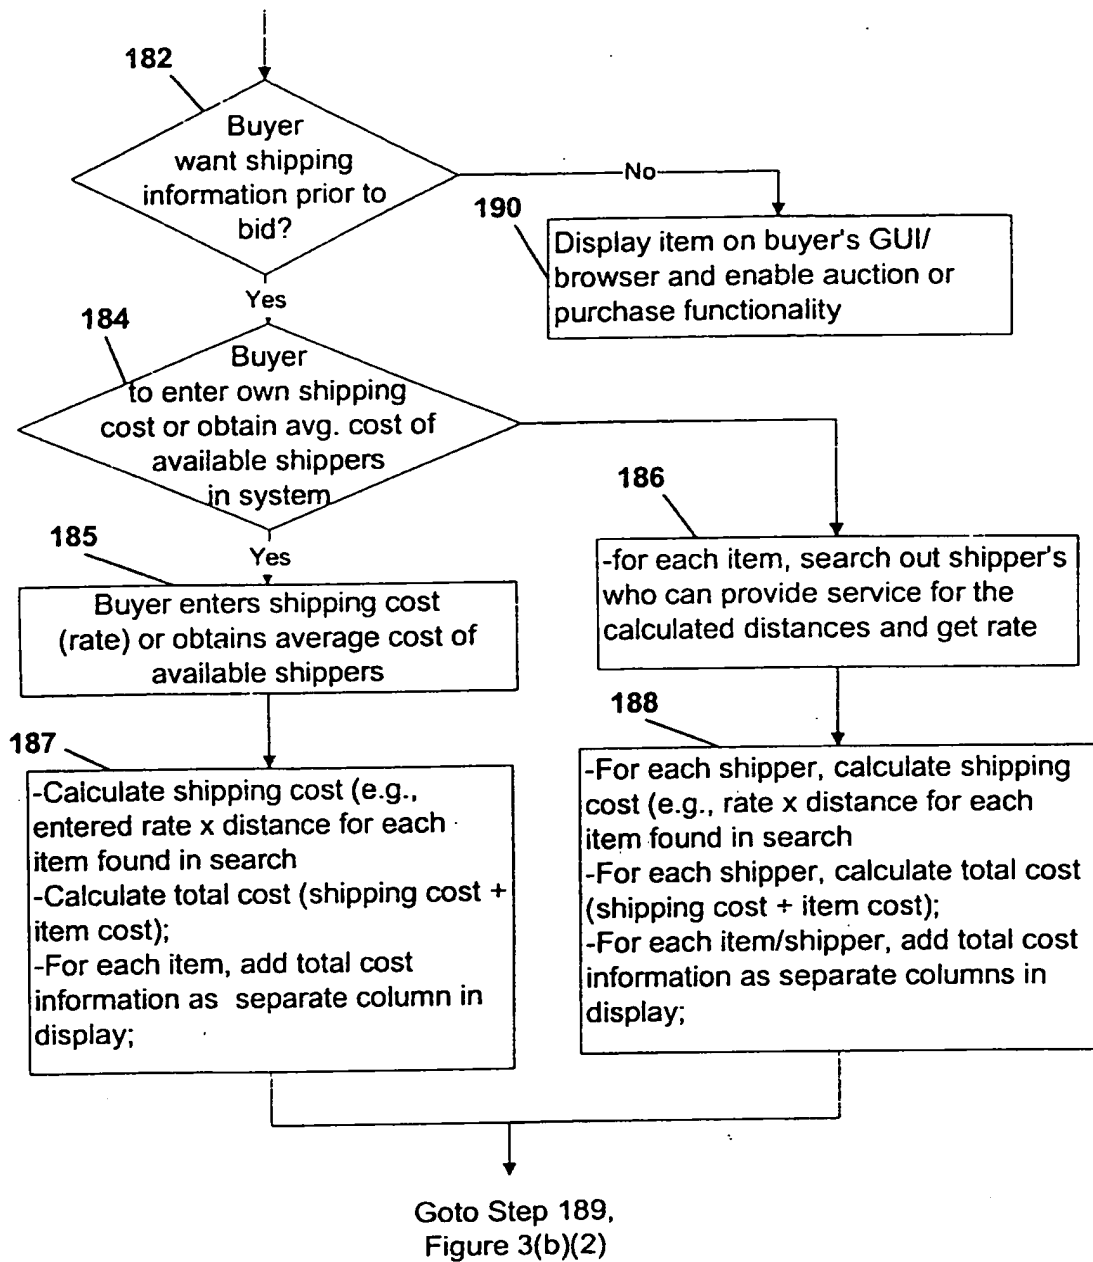 182
Buyer
want shipping
information prior to
bid?
No
190
Display item on buyer's GUI/
browser and enable auction or
purchase functionality
Yes
184
Buyer
to enter own shipping
cost or obtain avg. cost of
available shippers
in system
186
-for each item, search out shipper's
who can provide service for the
calculated distances and get rate
Yes
185
Buyer enters shipping cost
(rate) or obtains average cost of
available shippers
187
-Calculate shipping cost (e.g.,
entered rate x distance for each
item found in search
-Calculate total cost (shipping cost +
item cost);
-For each item, add total cost
information as separate column in
display;
188
-For each shipper, calculate shipping
cost (e.g., rate x distance for each
item found in search
-For each shipper, calculate total cost
(shipping cost + item cost);
-For each item/shipper, add total cost
information as separate columns in
display;
Goto Step 189,
Figure 3(b)(2)